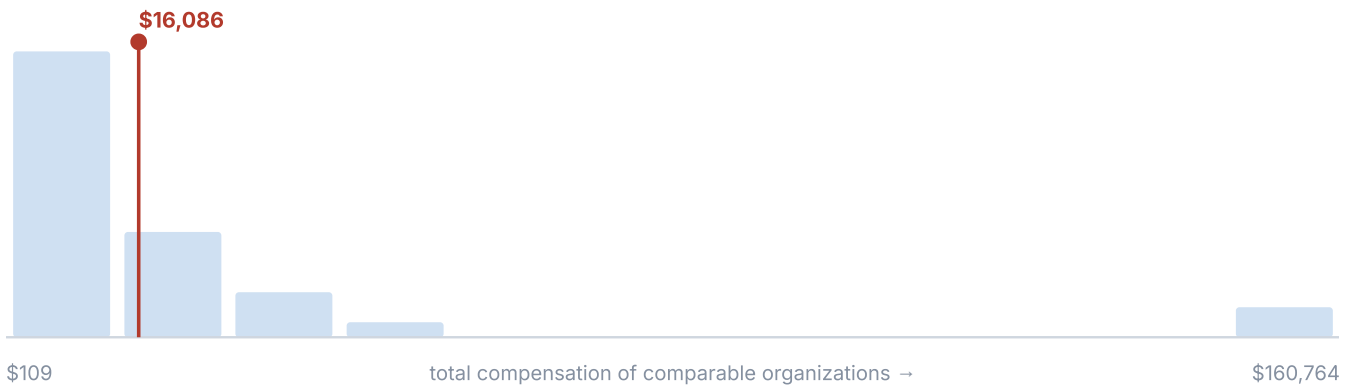 $16,086
$109
total compensation of comparable organizations →
$160,764